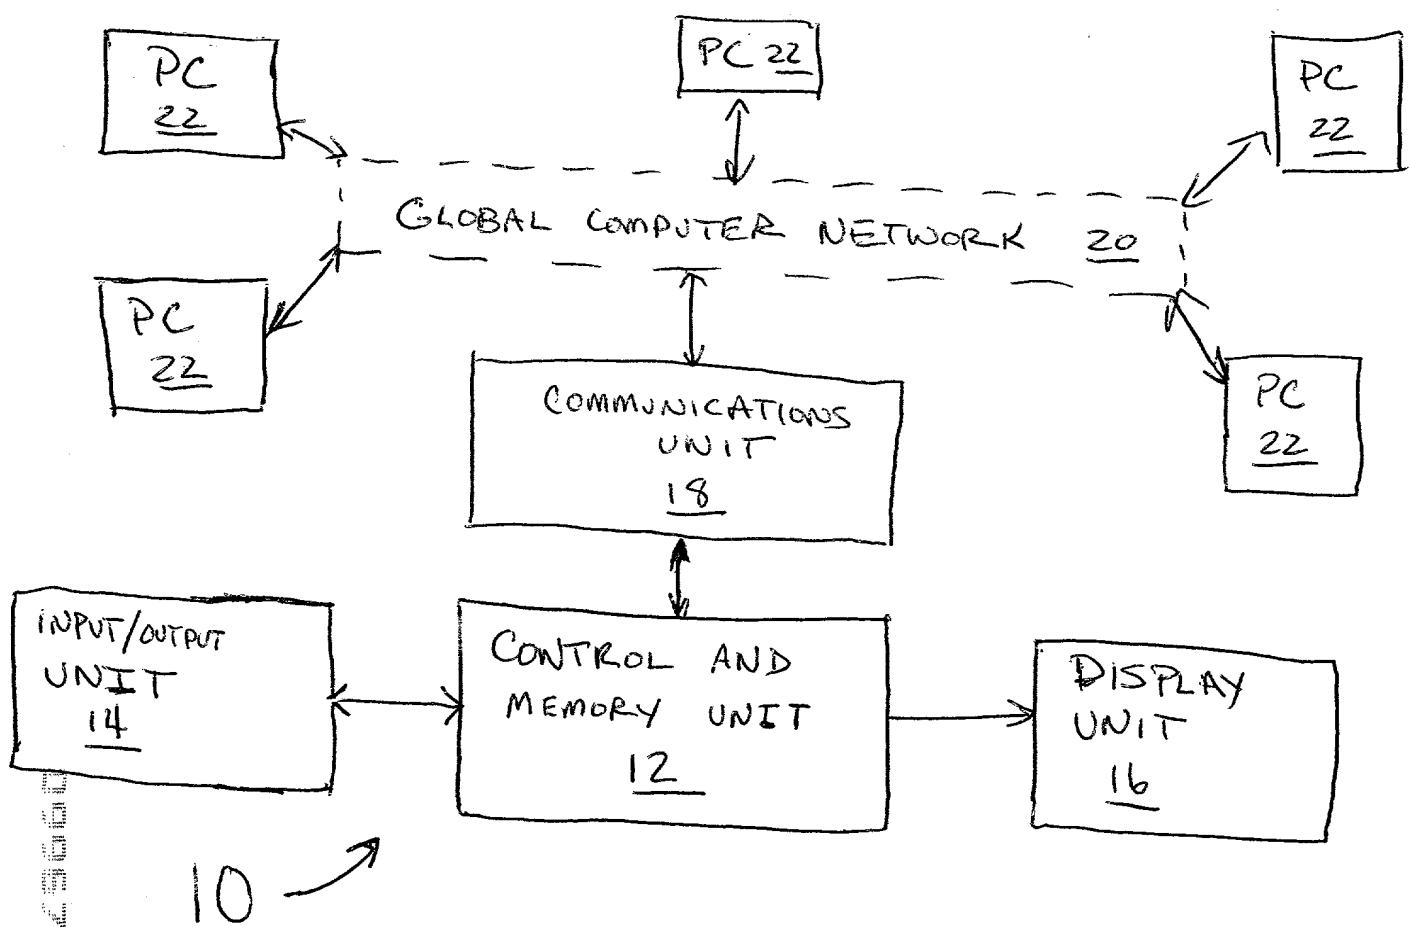 PC
22
PC 22
PC
22
GLOBAL COMPUTER NETWORK 20
PC
22
COMMUNICATIONS
UNIT
18
PC
22
INPUT/OUTPUT
UNIT
14
CONTROL AND
MEMORY UNIT
12
DISPLAY
UNIT
16
10